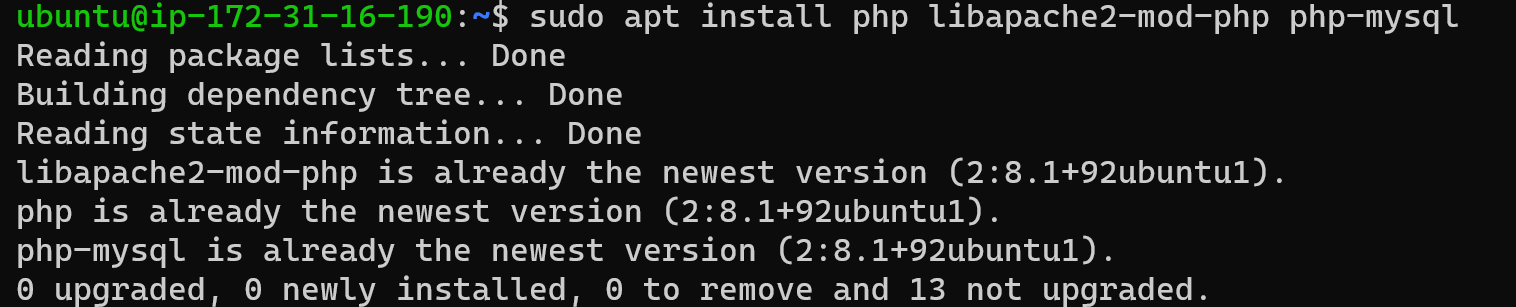 ubuntu@ip-172-31-16-190:~$ sudo apt install php libapache2-mod-php php-mysql
Reading package lists... Done
Building dependency tree... Done
Reading state information... Done
libapache2-mod-php is already the newest version (2:8.1+92ubuntu1).
php is already the newest version (2:8.1+92ubuntu1).
php-mysql is already the newest version (2:8.1+92ubuntu1).
0 upgraded, 0 newly installed, 0 to remove and 13 not upgraded.